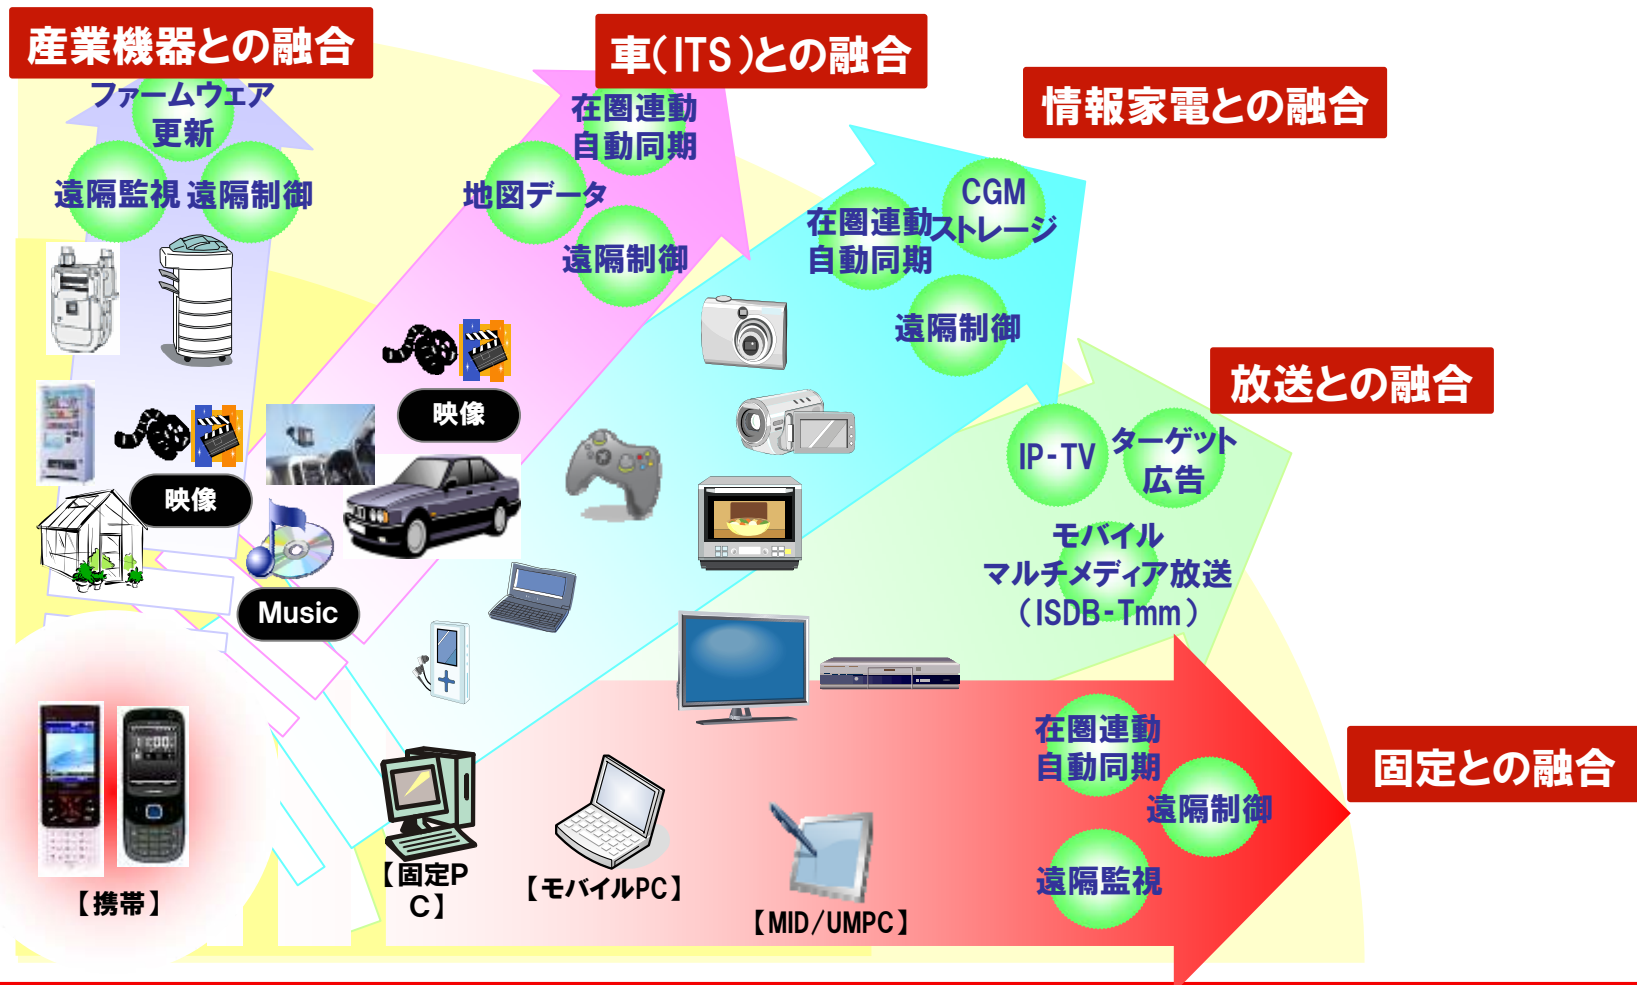 産業機器との融合
ファームウェア
更新
遠隔監視
遠隔制御
車（ITS）との融合
在圏連動
自動同期
地図データ
遠隔制御
情報家電との融合
CGM
ストレージ
在圏連動
自動同期
遠隔制御
放送との融合
IP-TV
ターゲット
広告
モバイル
マルチメディア放送
（ISDB-Tmm）
固定との融合
在圏連動
自動同期
遠隔制御
遠隔監視
映像
映像
Music
【携帯】
【固定P
C】
【モバイルPC】
【MID/UMPC】